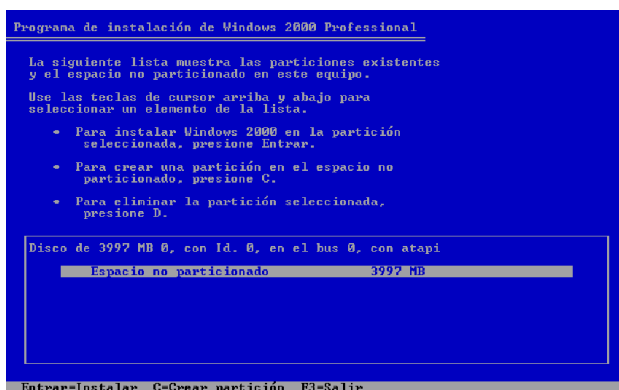 Programa de instalación de Windows 2000 Professional
La siguiente lista muestra las particiones existentes
y el espacio no particionado en este equipo.
Use las teclas de cursor arriba y abajo para
seleccionar un elemento de la lista.
• Para instalar Windows 2000 en la partición
seleccionada, presione Entrar.
• Para crear una partición en el espacio no
particionado, presione C.
• Para eliminar la partición seleccionada,
presione D.
Disco de 3997 MB 0, con Id. 0, en el bus 0, con atapi
Espacio no particionado 3997 MB
Entrar=Instalar C=Crear partición F3=Salir